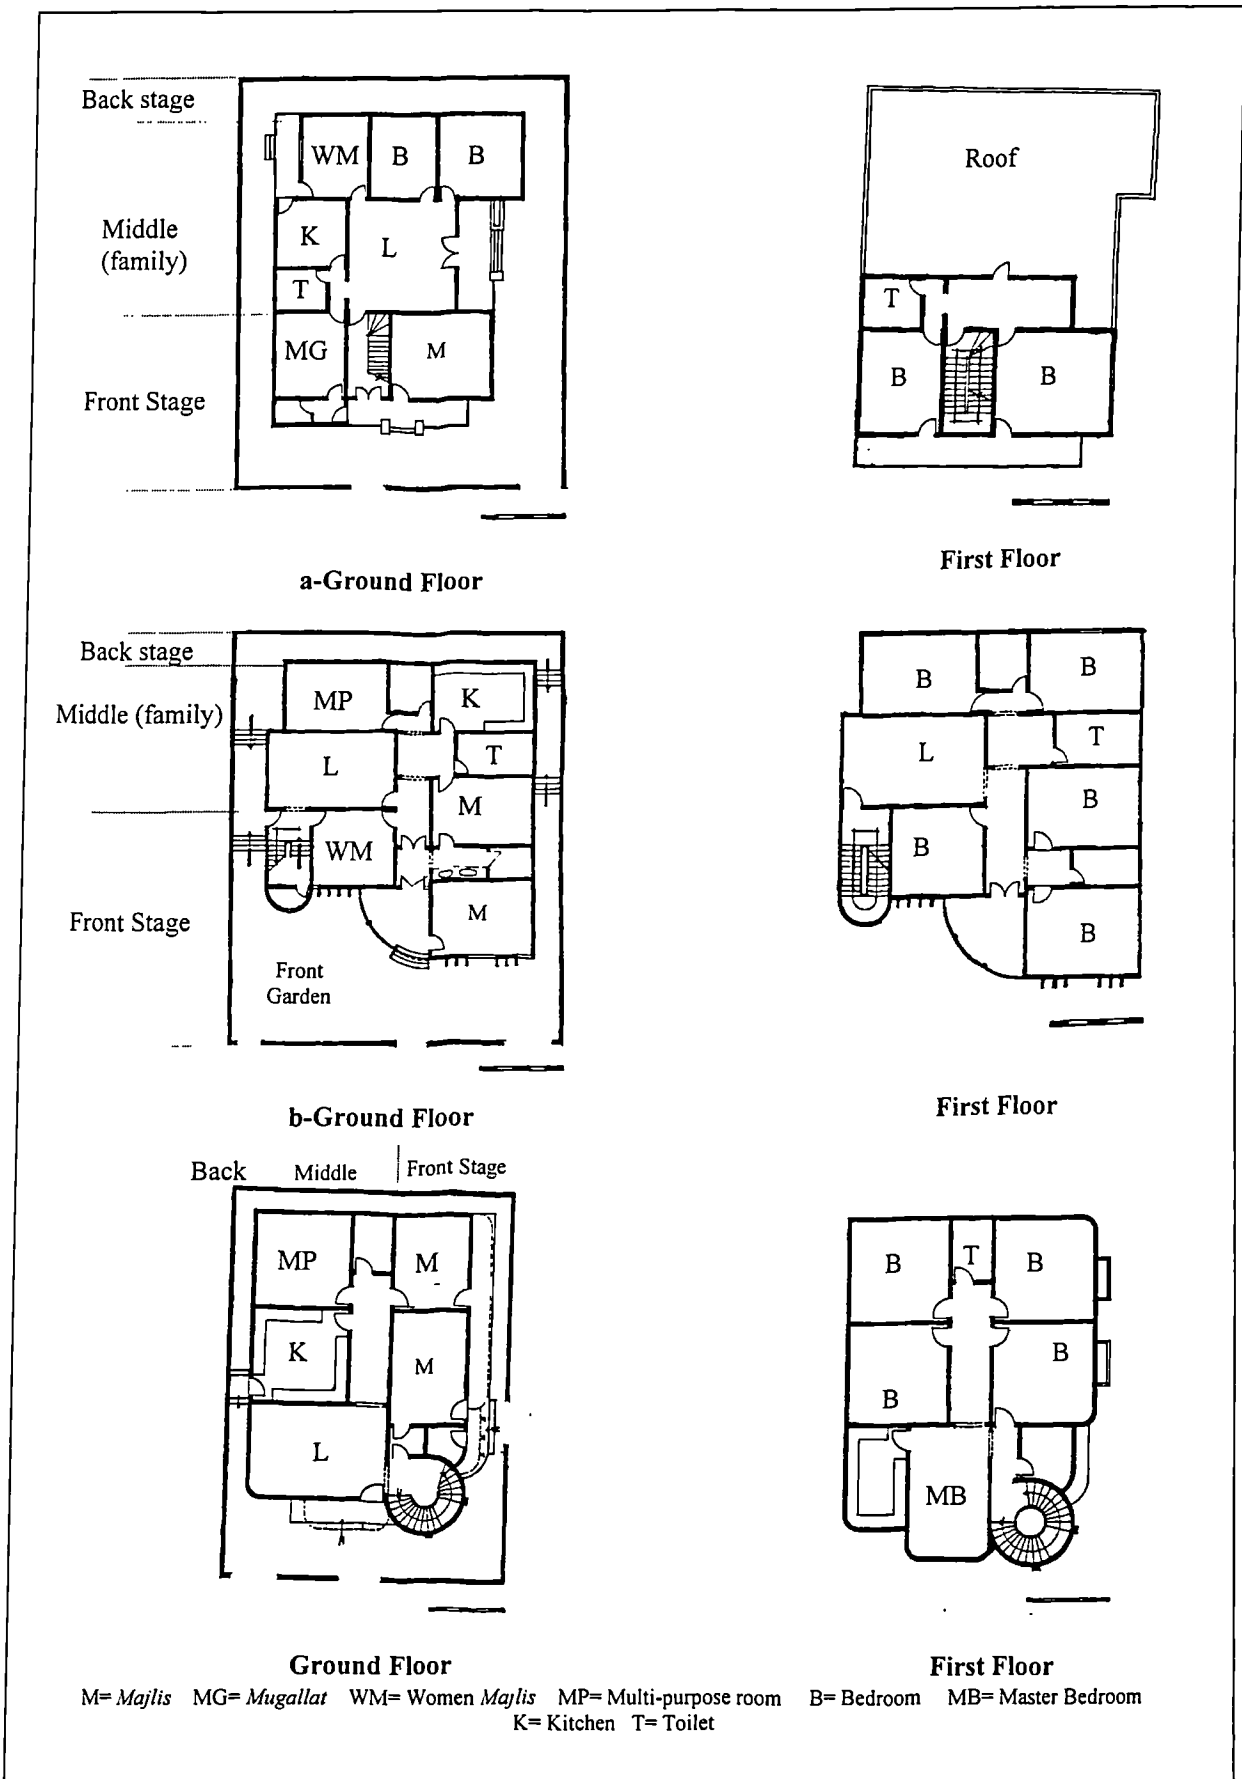 Back stage
WM B B
Middle
(family)
K
L
T
MG
M
Front Stage
a-Ground Floor
Roof
T
B
B
First Floor
Back stage
Middle (family)
MP
K
L
T
M
WM
Front Stage
M
Front
Garden
b-Ground Floor
B
B
L
T
B
B
B
First Floor
Back Middle Front Stage
MP
M
K
M
L
Ground Floor
B
T
B
B
B
MB
First Floor
M= Majlis MG= Mugallat WM= Women Majlis MP= Multi-purpose room B= Bedroom MB= Master Bedroom
K= Kitchen T= Toilet